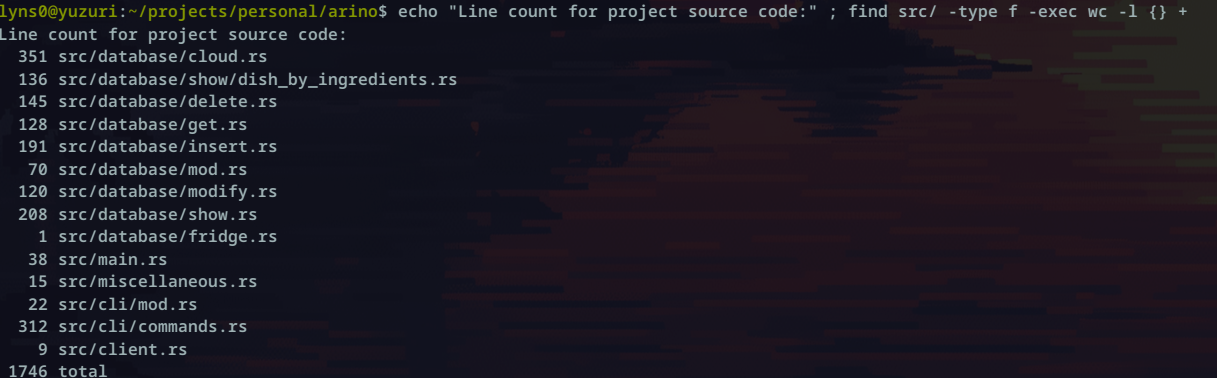 lyns0@yuzuri:~/projects/personal/arino$ echo "Line count for project source code:" ; find src/ -type f -exec wc -l {} +
Line count for project source code:
351 src/database/cloud.rs
136 src/database/show/dish_by_ingredients.rs
145 src/database/delete.rs
128 src/database/get.rs
191 src/database/insert.rs
70 src/database/mod.rs
120 src/database/modify.rs
208 src/database/show.rs
1 src/database/fridge.rs
38 src/main.rs
15 src/miscellaneous.rs
22 src/cli/mod.rs
312 src/cli/commands.rs
9 src/client.rs
1746 total